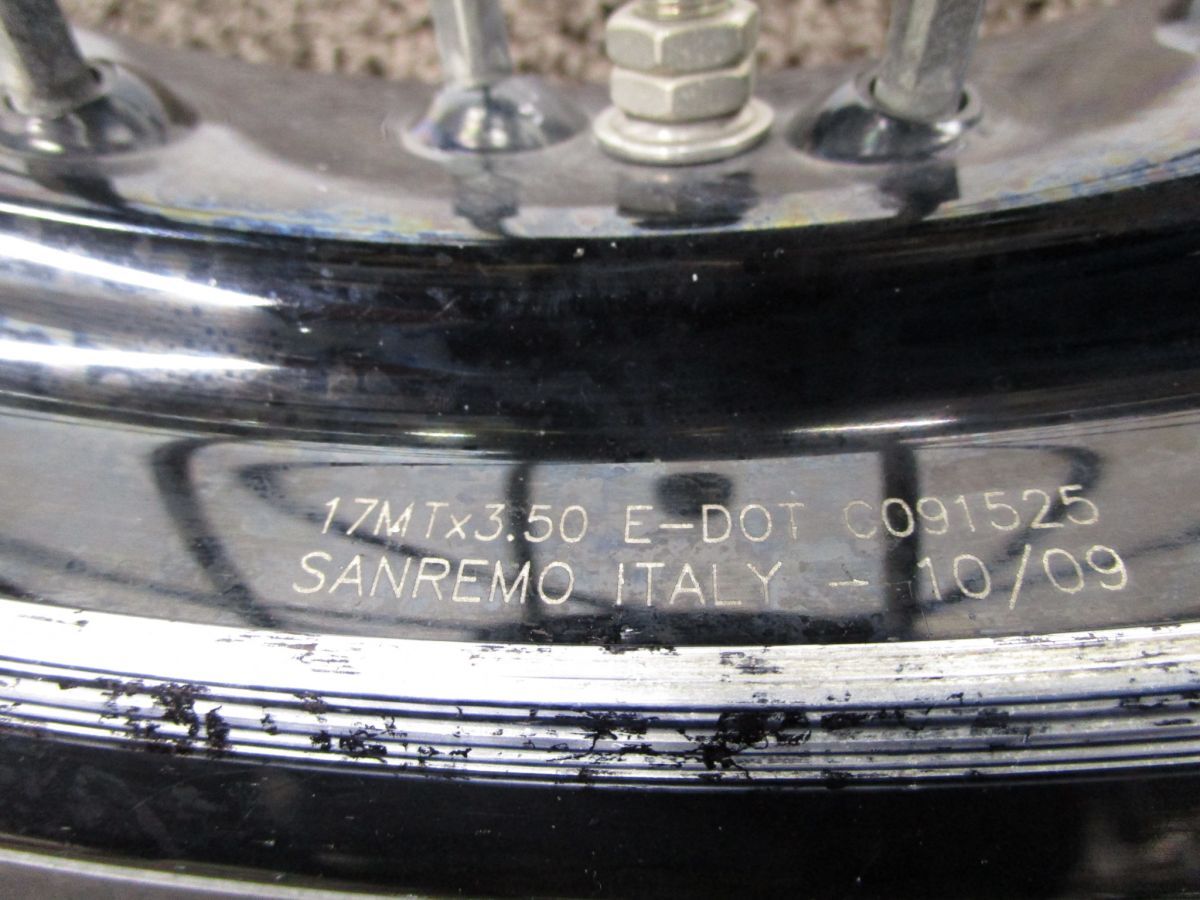 17MTx3.50 E-DOT C091525
SANREMO ITALY - 10/09